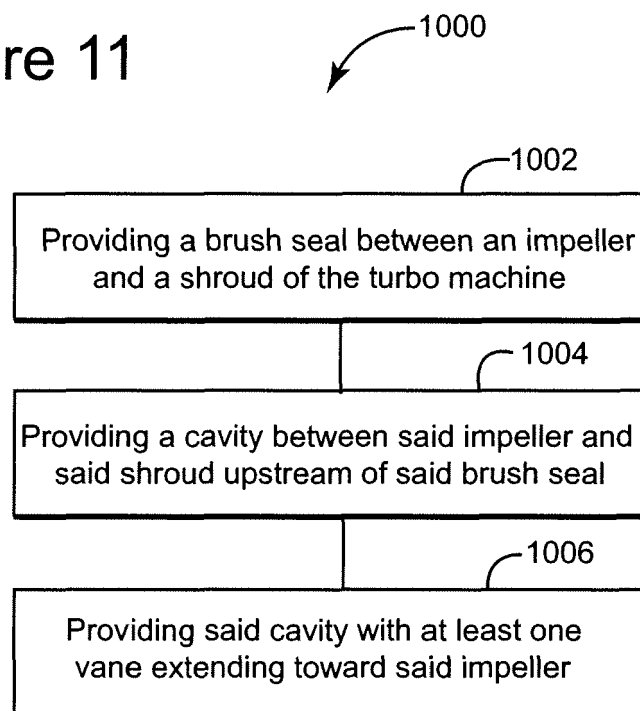 re 11
1000
1002
Providing a brush seal between an impeller
and a shroud of the turbo machine
1004
Providing a cavity between said impeller and
said shroud upstream of said brush seal
1006
Providing said cavity with at least one
vane extending toward said impeller